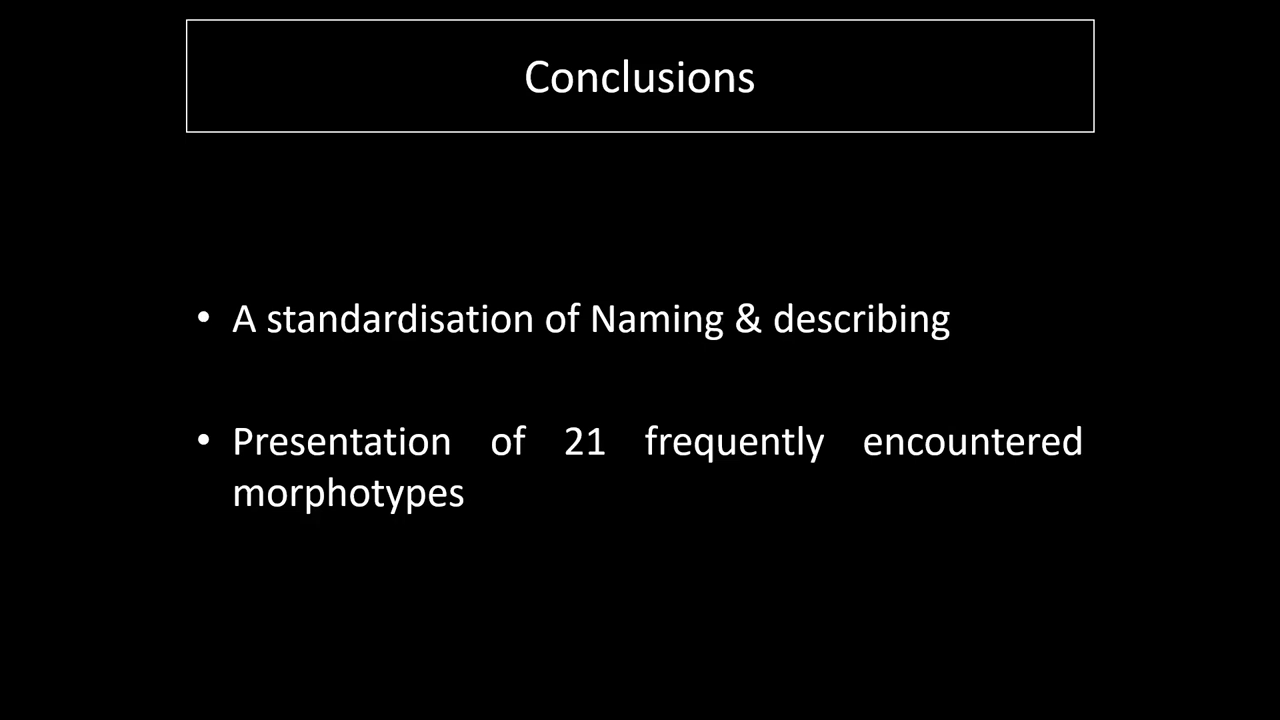 Conclusions
• A standardisation of Naming & describing
• Presentation of 21 frequently encountered
morphotypes